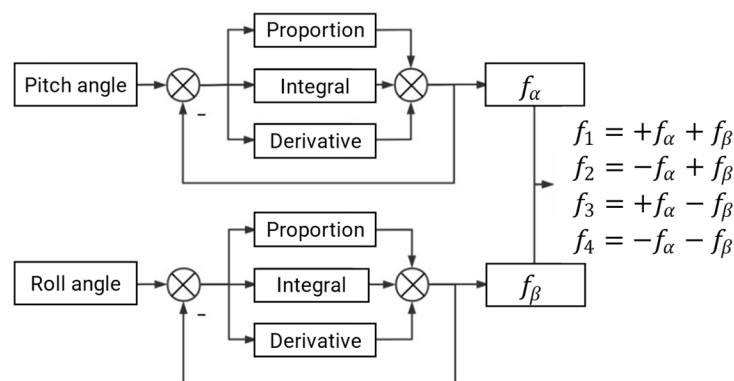 Proportion
Pitch angle
Integral
Derivative
-
fα
f1 = +fα + fβ
f2 = −fα + fβ
f3 = +fα − fβ
f4 = −fα − fβ
Proportion
Roll angle
Integral
Derivative
-
fβ